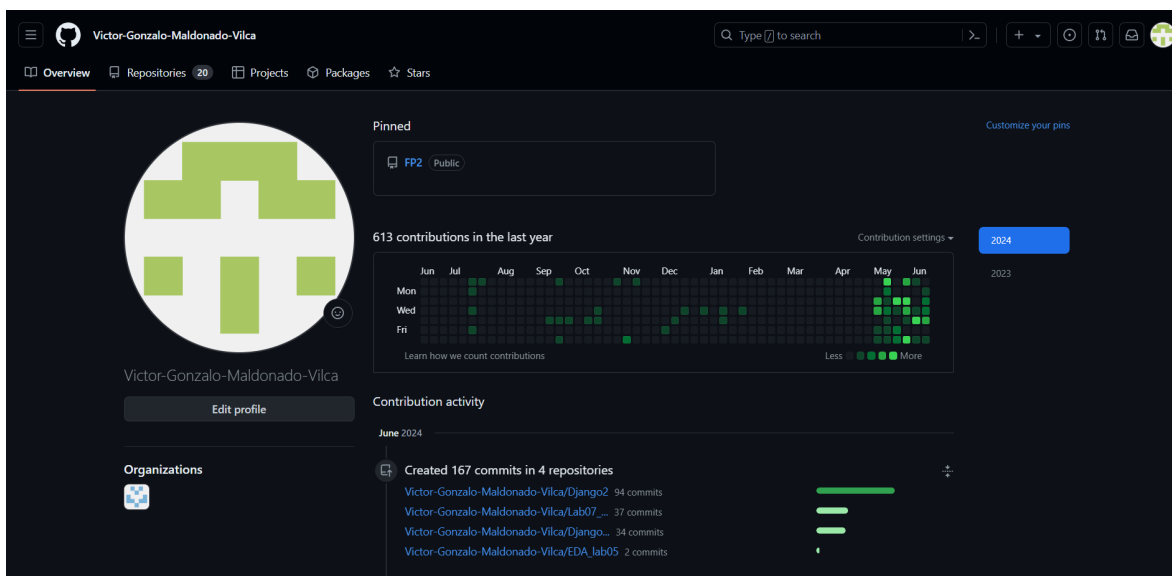 Victor-Gonzalo-Maldonado-Vilca
Type / to search
Overview Repositories 20 Projects Packages Stars
Pinned
Customize your pins
FP2 Public
613 contributions in the last year
Contribution settings
2024
2023
Jun Jul Aug Sep Oct Nov Dec Jan Feb Mar Apr May Jun
Mon
Wed
Fri
Learn how we count contributions
Less More
Victor-Gonzalo-Maldonado-Vilca
Edit profile
Organizations
Contribution activity
June 2024
Created 167 commits in 4 repositories
Victor-Gonzalo-Maldonado-Vilca/Django2 94 commits
Victor-Gonzalo-Maldonado-Vilca/Lab07_... 37 commits
Victor-Gonzalo-Maldonado-Vilca/Django... 34 commits
Victor-Gonzalo-Maldonado-Vilca/EDA_lab05 2 commits